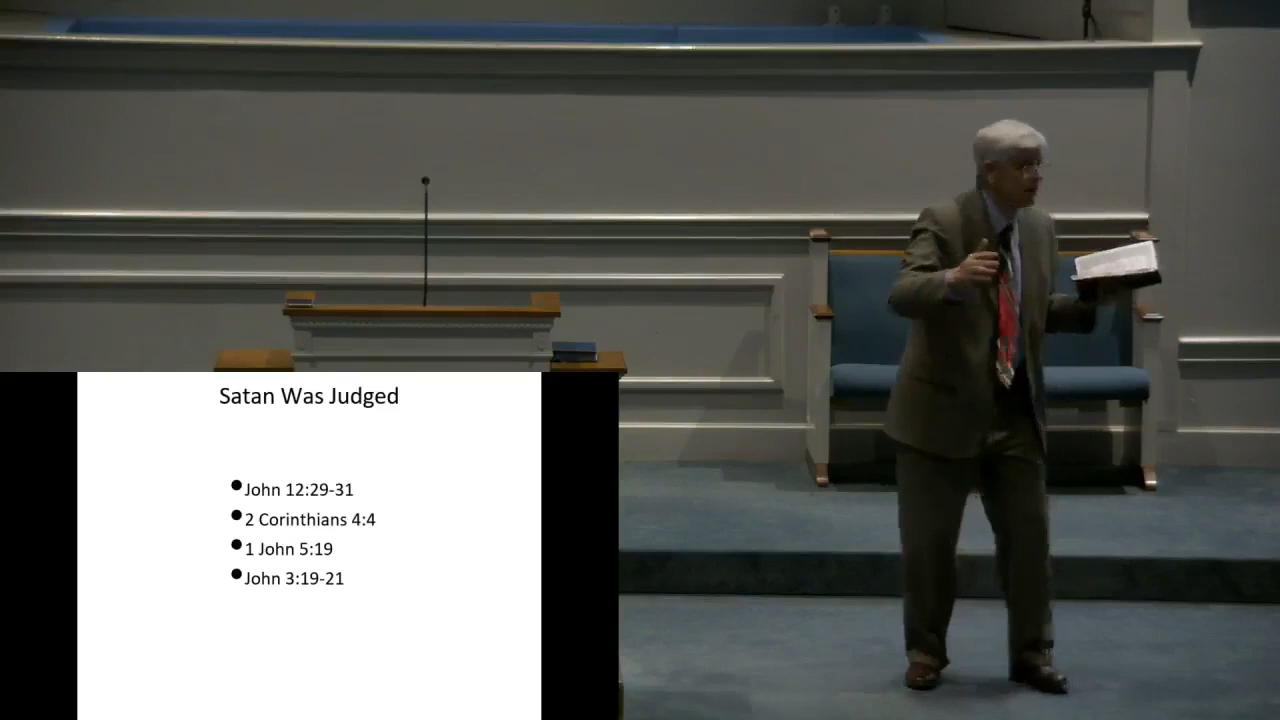 Satan Was Judged
● John 12:29-31
● 2 Corinthians 4:4
● 1 John 5:19
● John 3:19-21